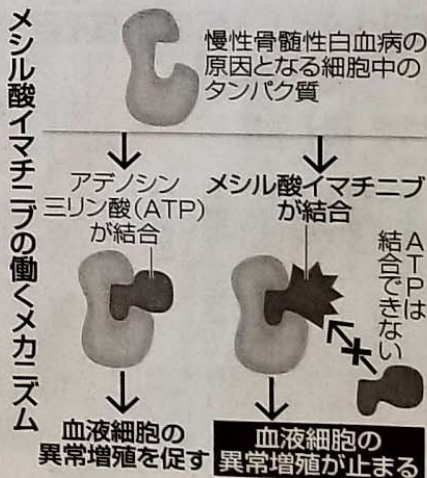 メシル酸イマチニブの働くメカニズム
慢性骨髄性白血病の
原因となる細胞中の
タンパク質
アデノシン
三リン酸(ATP)
が結合
メシル酸イマチニブ
が結合
ATPは
結合できない
血液細胞の
異常増殖を促す
血液細胞の
異常増殖が止まる